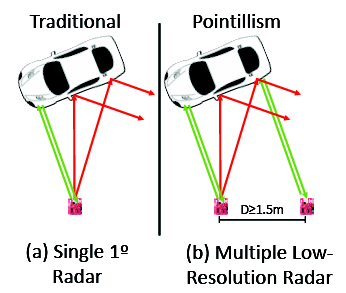 Traditional
Pointillism
D≥1.5m
(a) Single 1º
Radar
(b) Multiple Low-
Resolution Radar